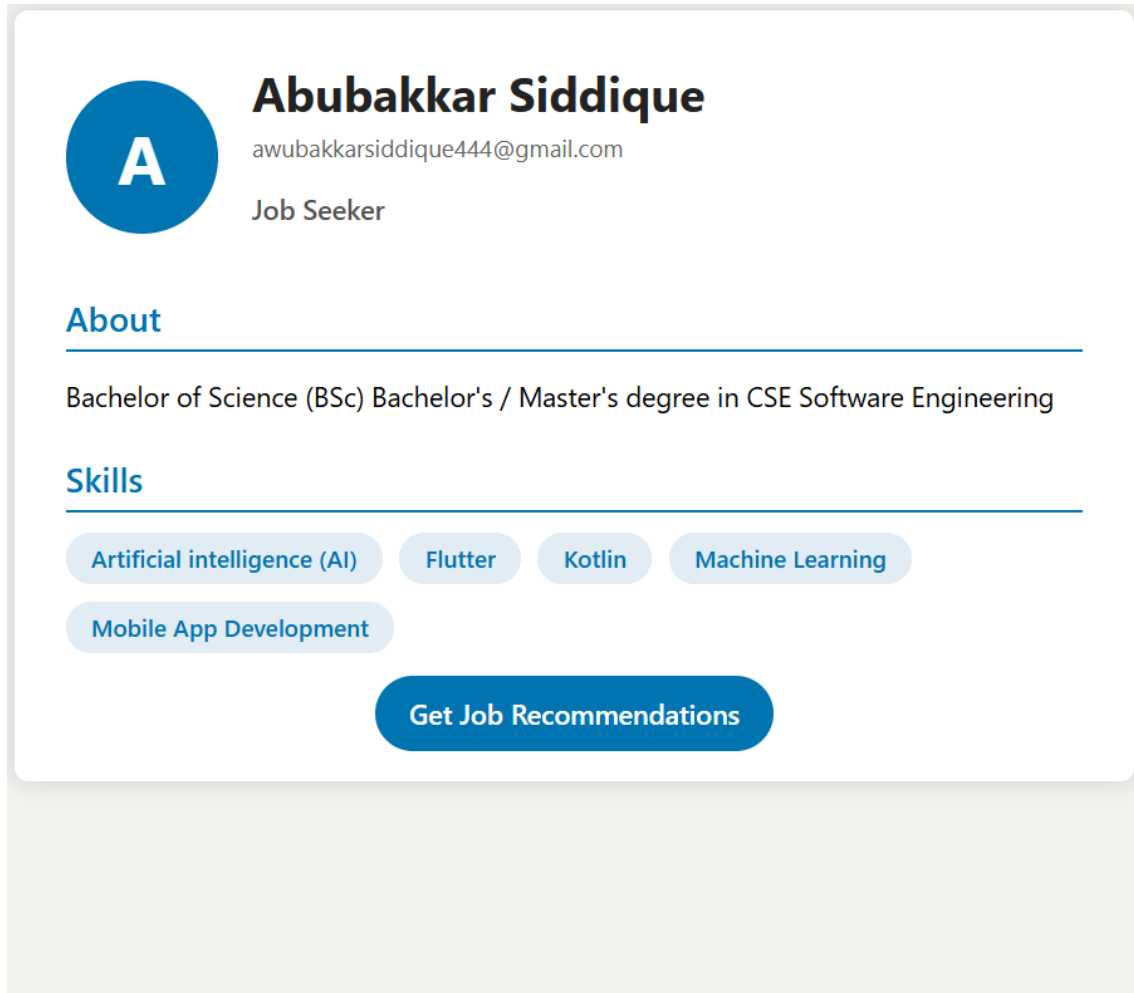 A
Abubakkar Siddique
awubakkarsiddique444@gmail.com
Job Seeker
About
Bachelor of Science (BSc) Bachelor's / Master's degree in CSE Software Engineering
Skills
Artificial intelligence (AI) Flutter Kotlin Machine Learning
Mobile App Development
Get Job Recommendations